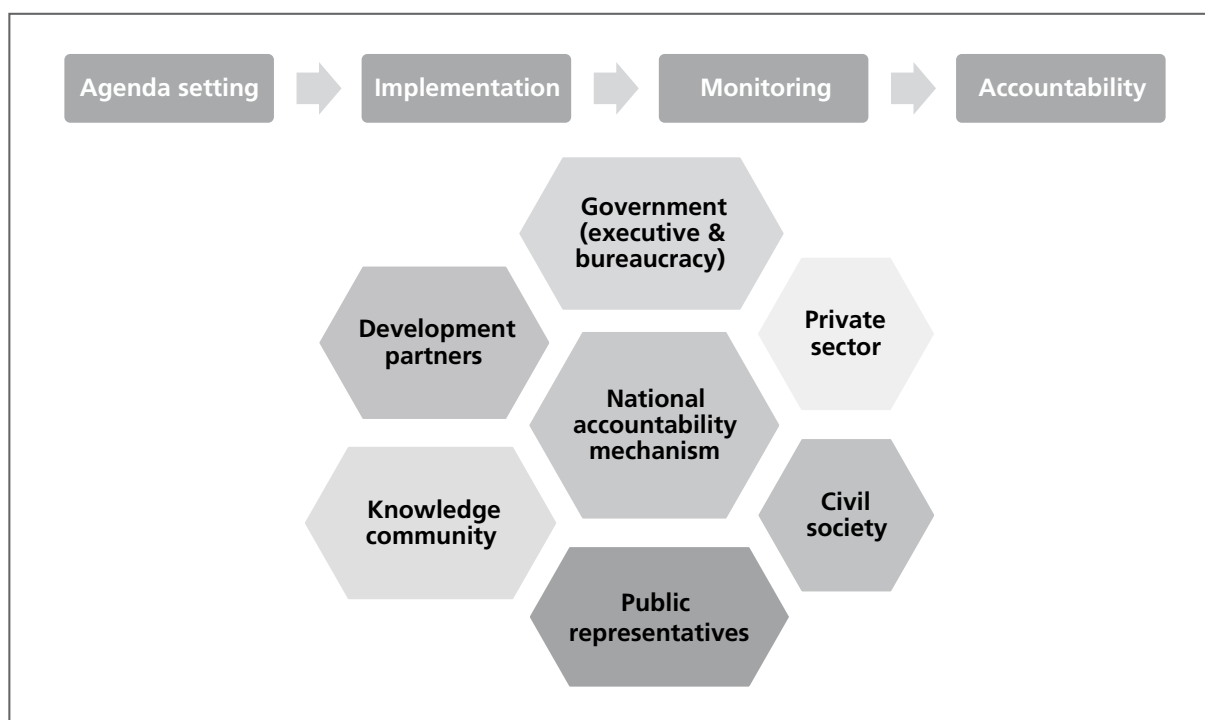 Agenda setting
Implementation
Monitoring
Accountability
Government
(executive &
bureaucracy)
Development
partners
Private
sector
National
accountability
mechanism
Knowledge
community
Civil
society
Public
representatives